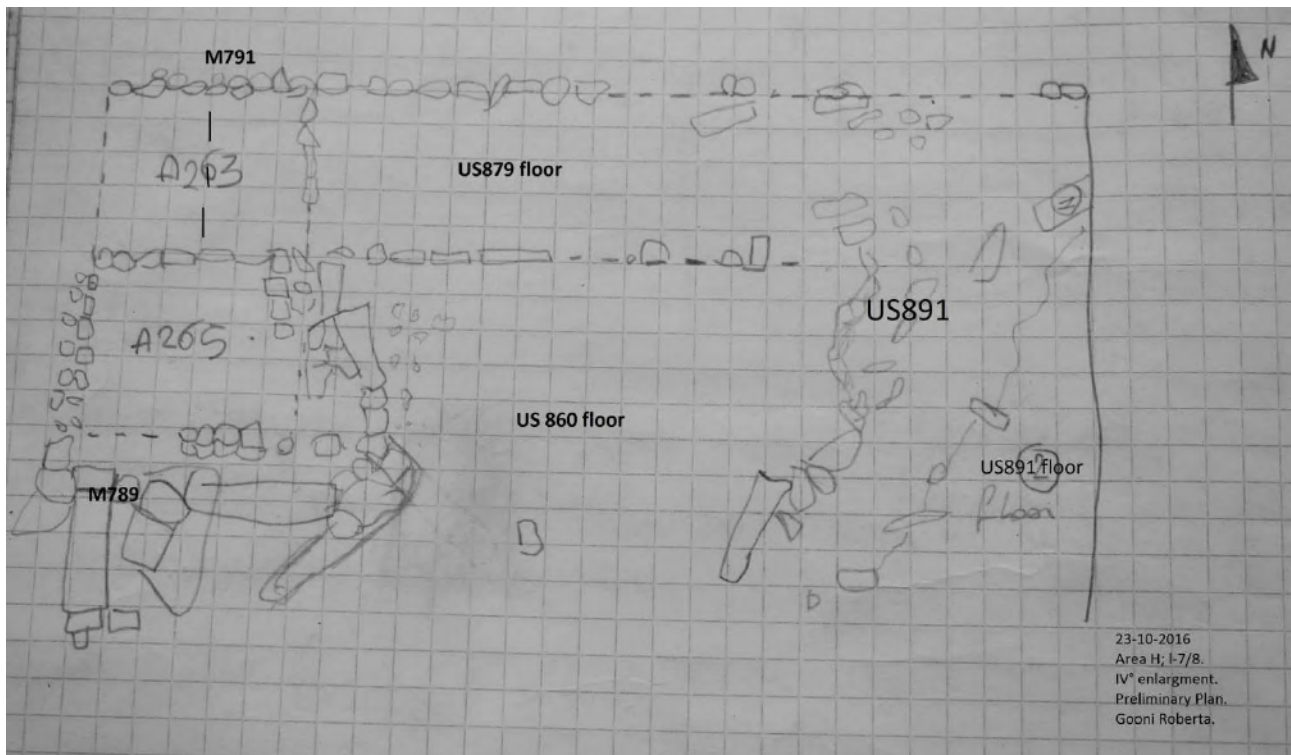 M791
N
A263
US879 floor
US891
A265
US 860 floor
US891 floor
2
floor
M789
23-10-2016
Area H; I-7/8.
IV° enlargment.
Preliminary Plan.
Gooni Roberta.